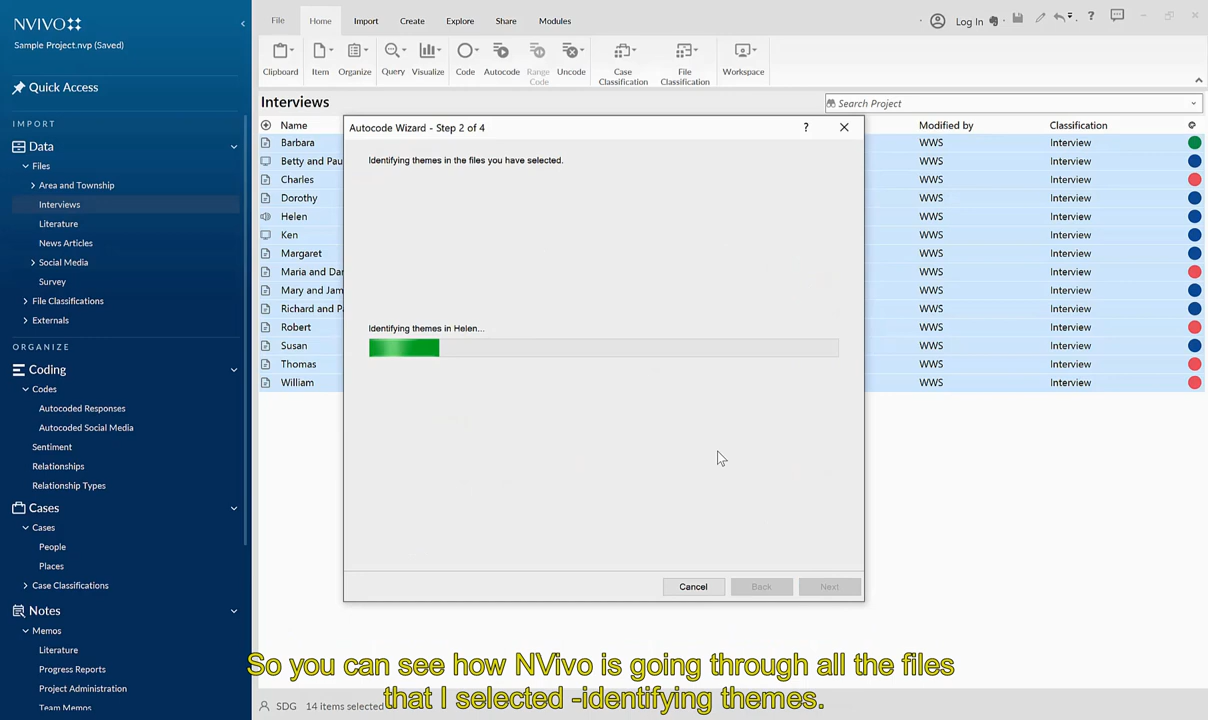 NVIVO
Sample Project.nvp (Saved)
Quick Access
IMPORT
Data
Files
Area and Township
Interviews
Literature
News Articles
Social Media
Survey
File Classifications
Externals
ORGANIZE
Coding
Codes
Autocoded Responses
Autocoded Social Media
Sentiment
Relationships
Relationship Types
Cases
Cases
People
Places
Case Classifications
Notes
Memos
Literature
Progress Reports
Project Administration
Team Memos
File Home Import Create Explore Share Modules
Log In
Clipboard Item Organize Query Visualize Code Autocode Range Code Uncode Case Classification File Classification Workspace
Interviews
Search Project
Name Modified by Classification
Barbara WWS Interview
Betty and Pau WWS Interview
Charles WWS Interview
Dorothy WWS Interview
Helen WWS Interview
Ken WWS Interview
Margaret WWS Interview
Maria and Dan WWS Interview
Mary and Jam WWS Interview
Richard and P WWS Interview
Robert WWS Interview
Susan WWS Interview
Thomas WWS Interview
William WWS Interview
Autocode Wizard - Step 2 of 4
?
Identifying themes in the files you have selected.
Identifying themes in Helen...
Cancel Back Next
So you can see how NVivo is going through all the files
that I selected -identifying themes.
SDG 14 items selected